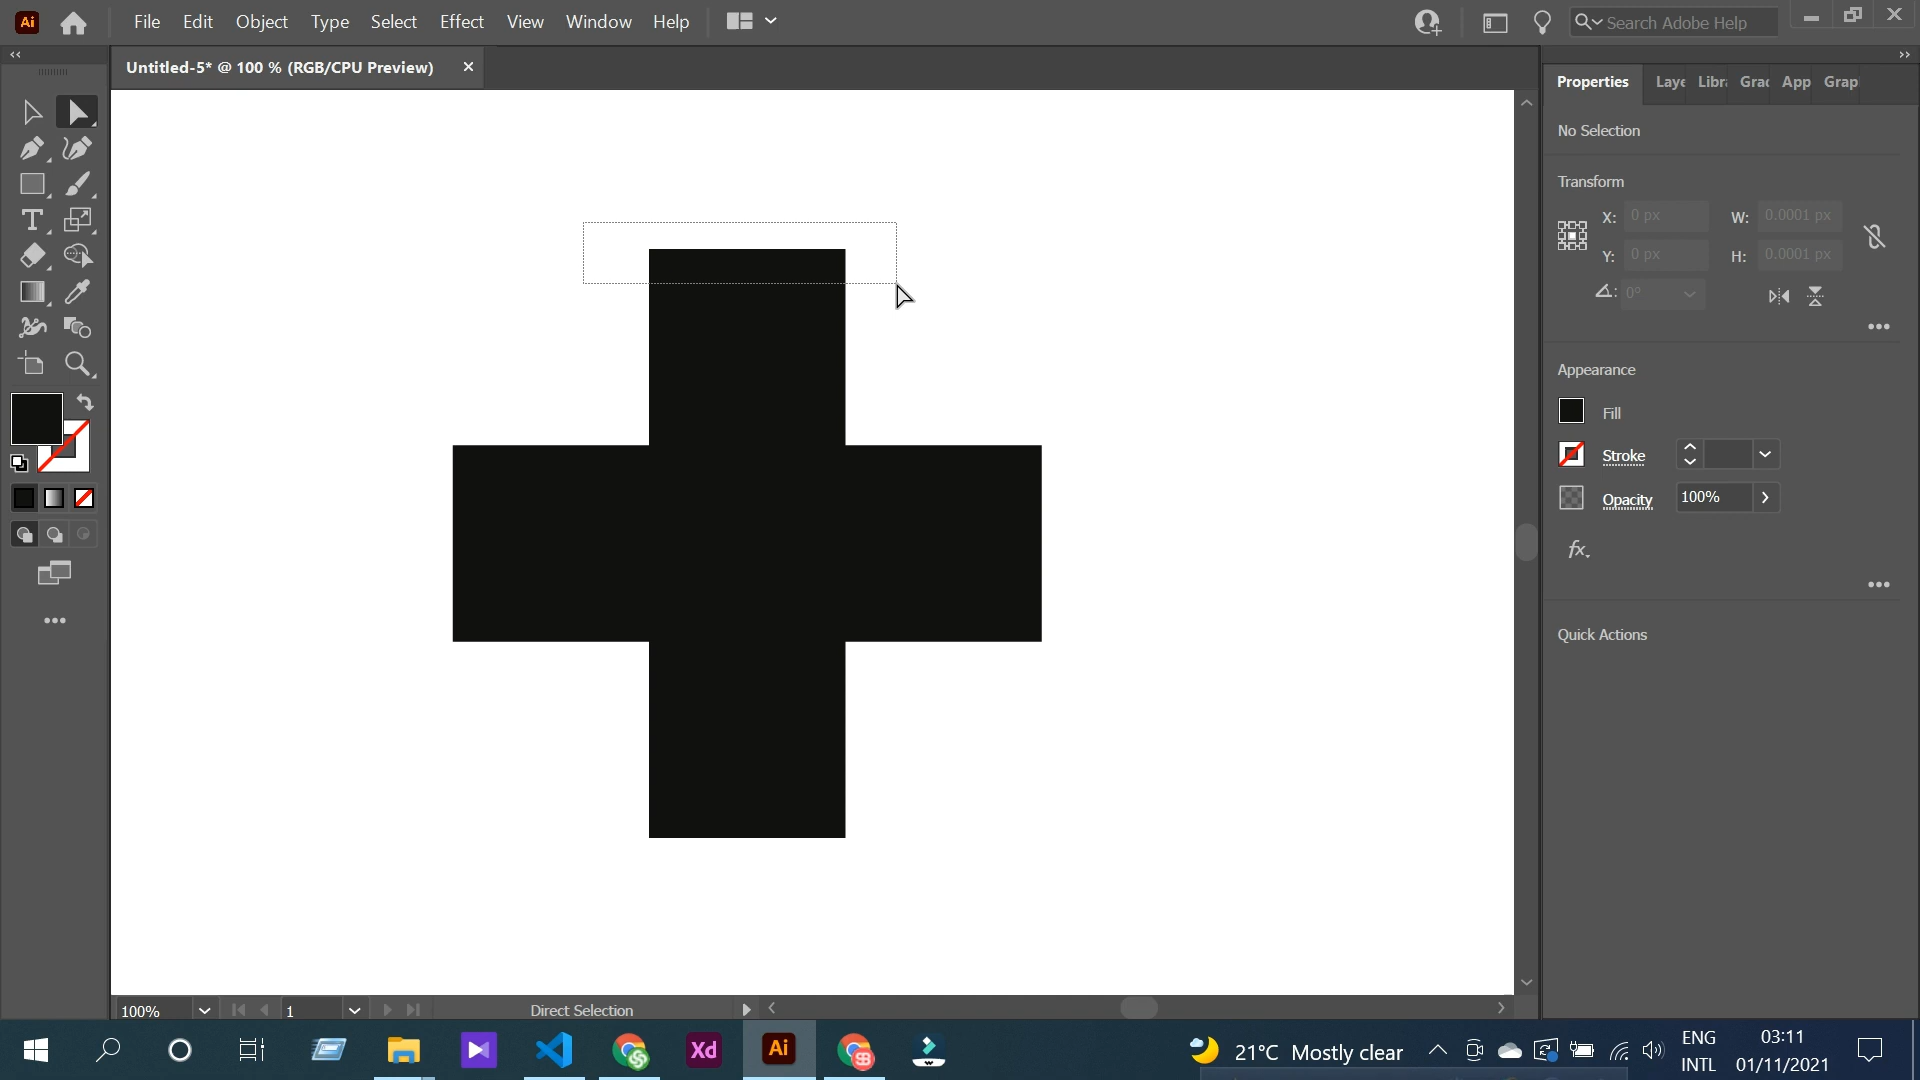 Ai File Edit Object Type Select Effect View Window Help Search Adobe Help
Untitled-5* @ 100 % (RGB/CPU Preview) ×
Properties Laye Libr Grac App Grap
No Selection
Transform
X: 0 px W: 0.0001 px
Y: 0 px H: 0.0001 px
0°
Appearance
Fill
Stroke
Opacity 100%
fx
Quick Actions
100% 1 Direct Selection
Xd Ai 21°C Mostly clear ENG 03:11
INTL 01/11/2021